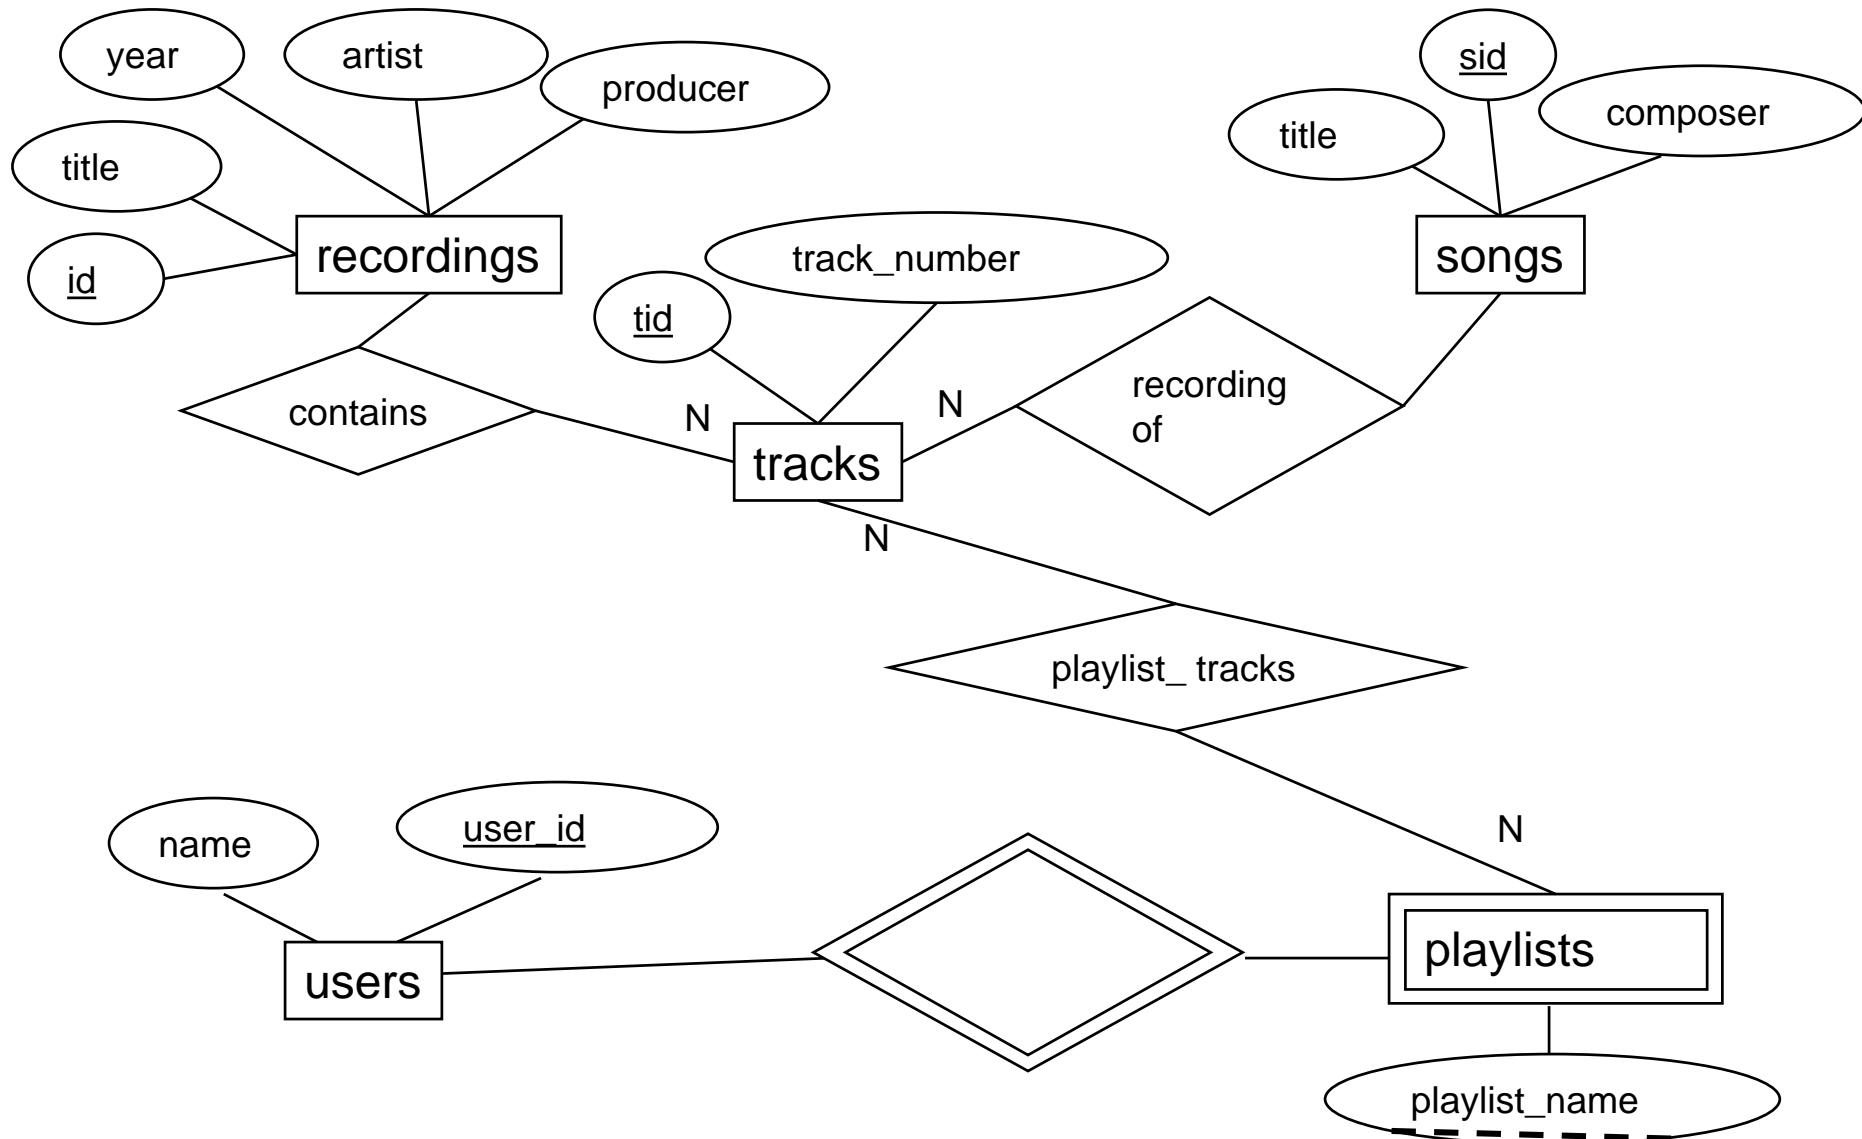 year
artist
producer
title
id
recordings
sid
title
composer
songs
track_number
tid
contains
N
N
recording
of
tracks
N
playlist_ tracks
N
name
user_id
users
playlists
playlist_name